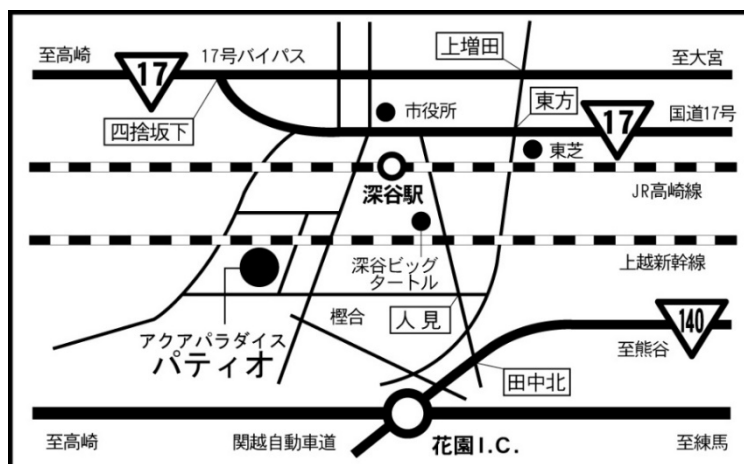 上増田
至高崎
17号バイパス
至大宮
17
市役所
東方
国道17号
17
四捨坂下
東芝
深谷駅
JR高崎線
深谷ビッグ
タートル
上越新幹線
アクアパラダイス
パティオ
樫合
人見
140
至熊谷
田中北
至高崎
関越自動車道
花園I.C.
至練馬